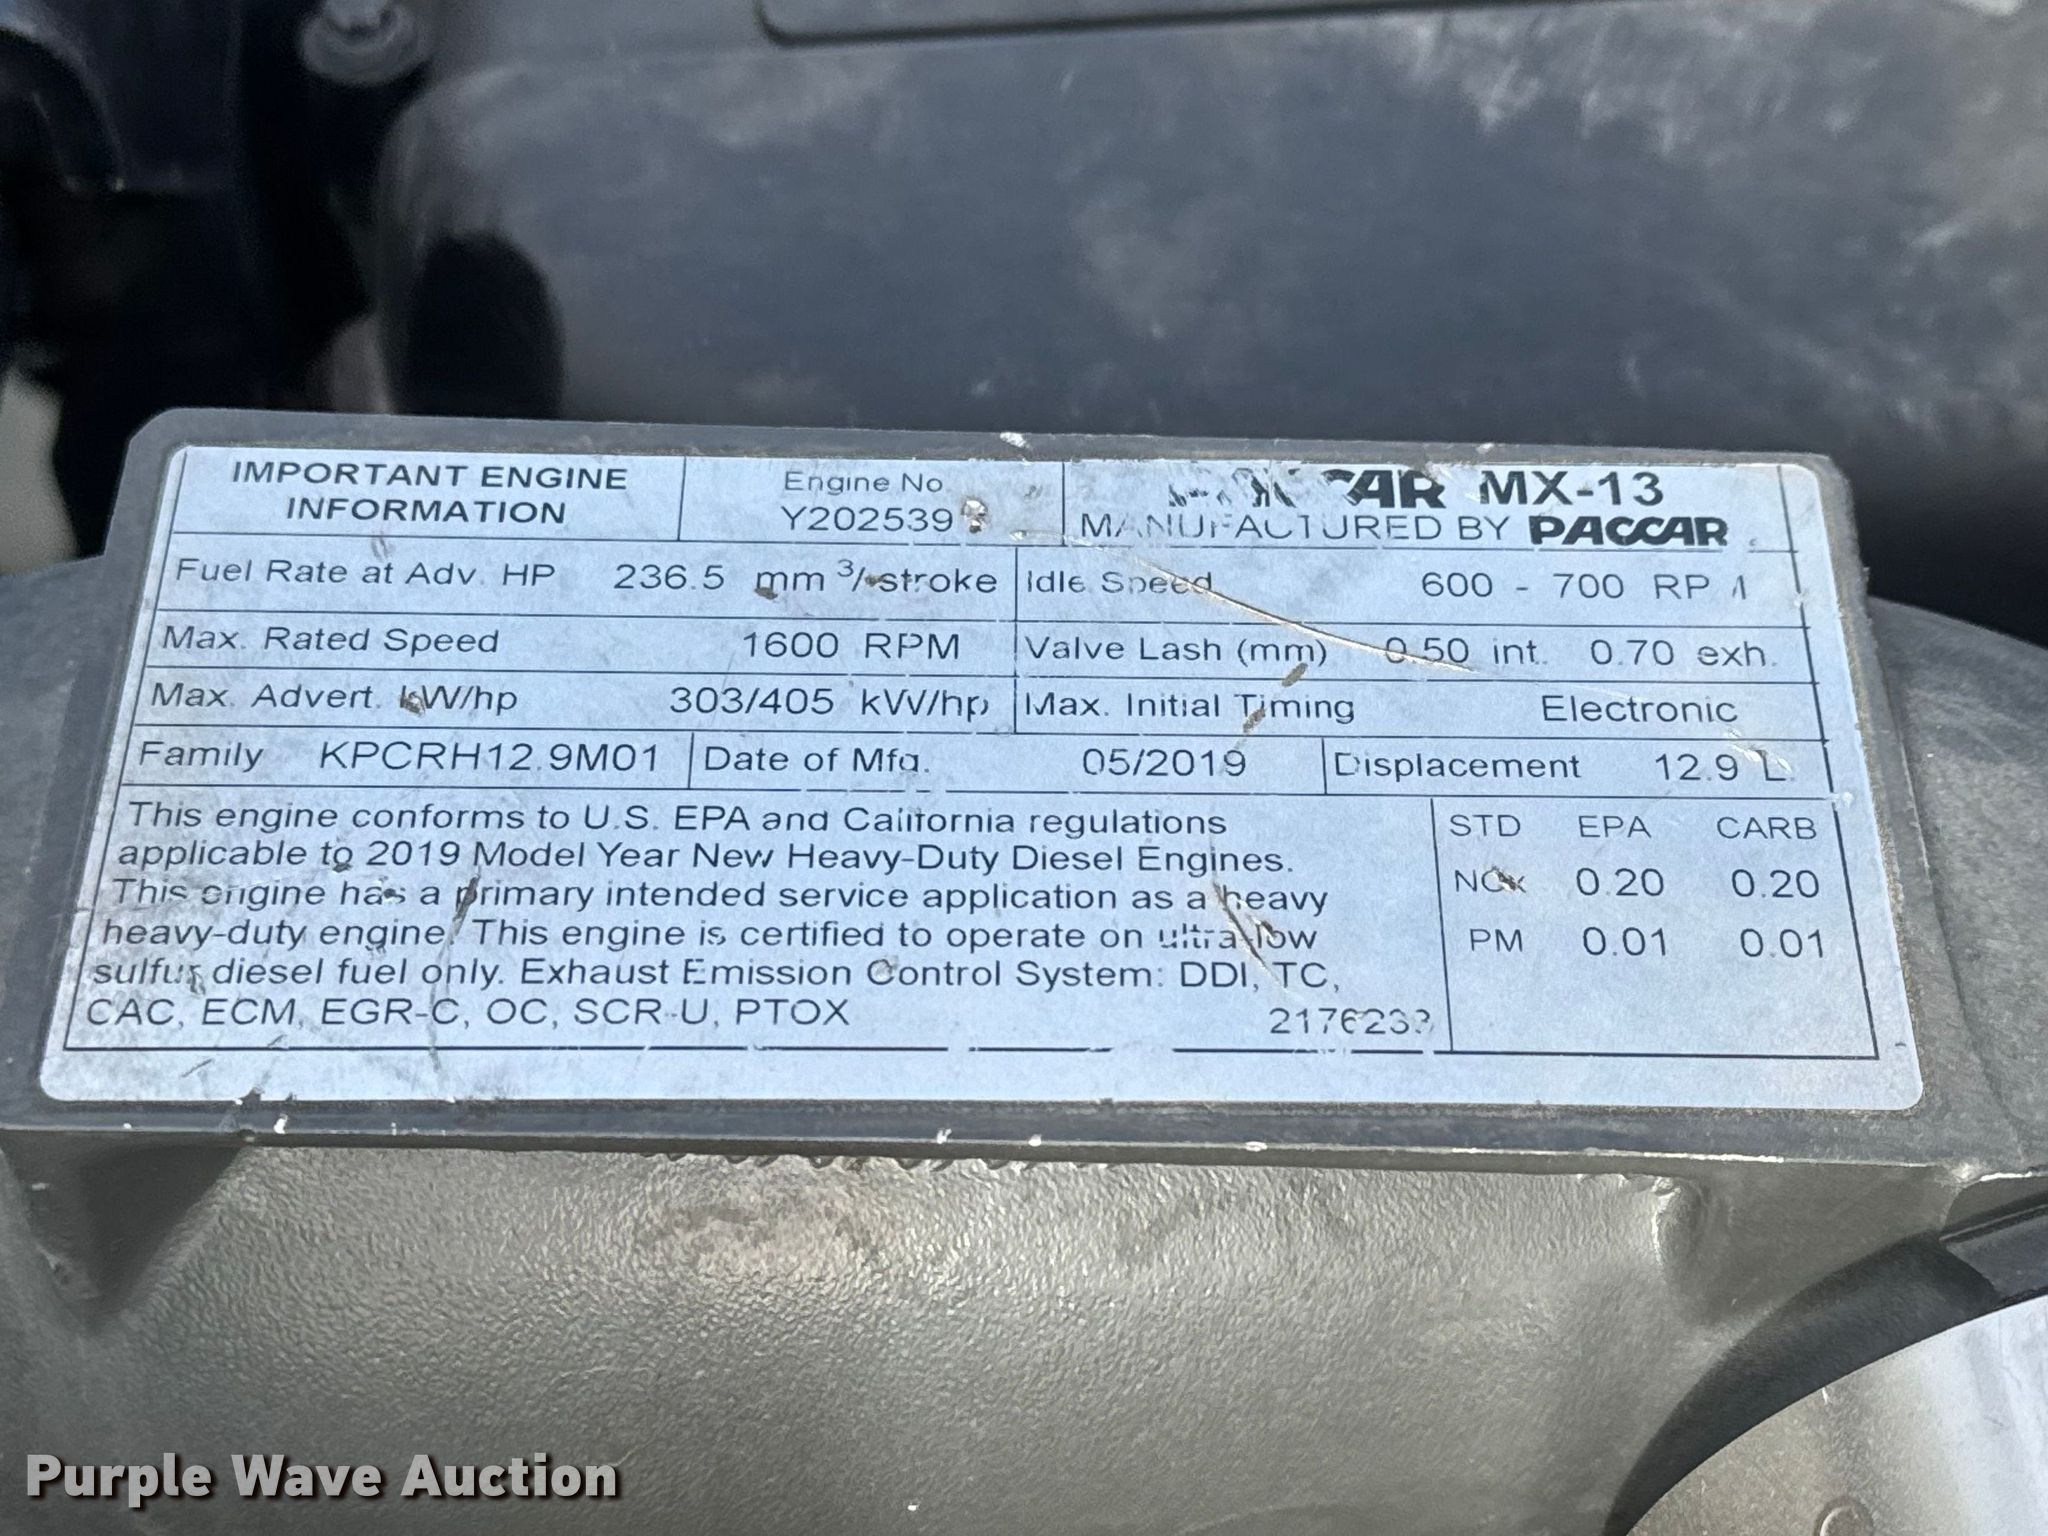 IMPORTANT ENGINE INFORMATION
Engine No
MX-13
MANUFACTURED BY PACCAR
Fuel Rate at Adv. HP 236.5 mm³/stroke
Idle Speed 600 - 700 RPM
Max. Rated Speed 1600 RPM
Valve Lash (mm) 0.50 int. 0.70 exh.
Max. Advert. kW/hp 303/405 kW/hp
Max. Initial Timing Electronic
Family KPCRH12.9M01
Date of Mfg. 05/2019
Displacement 12.9 L.
This engine conforms to U.S. EPA and California regulations
applicable to 2019 Model Year New Heavy-Duty Diesel Engines.
This engine has a primary intended service application as a heavy
heavy-duty engine. This engine is certified to operate on ultra-low
sulfur diesel fuel only. Exhaust Emission Control System: DDI, TC,
CAC, ECM, EGR-C, OC, SCR-U, PTOX
STD EPA CARB
NOx 0.20 0.20
PM 0.01 0.01
Purple Wave Auction